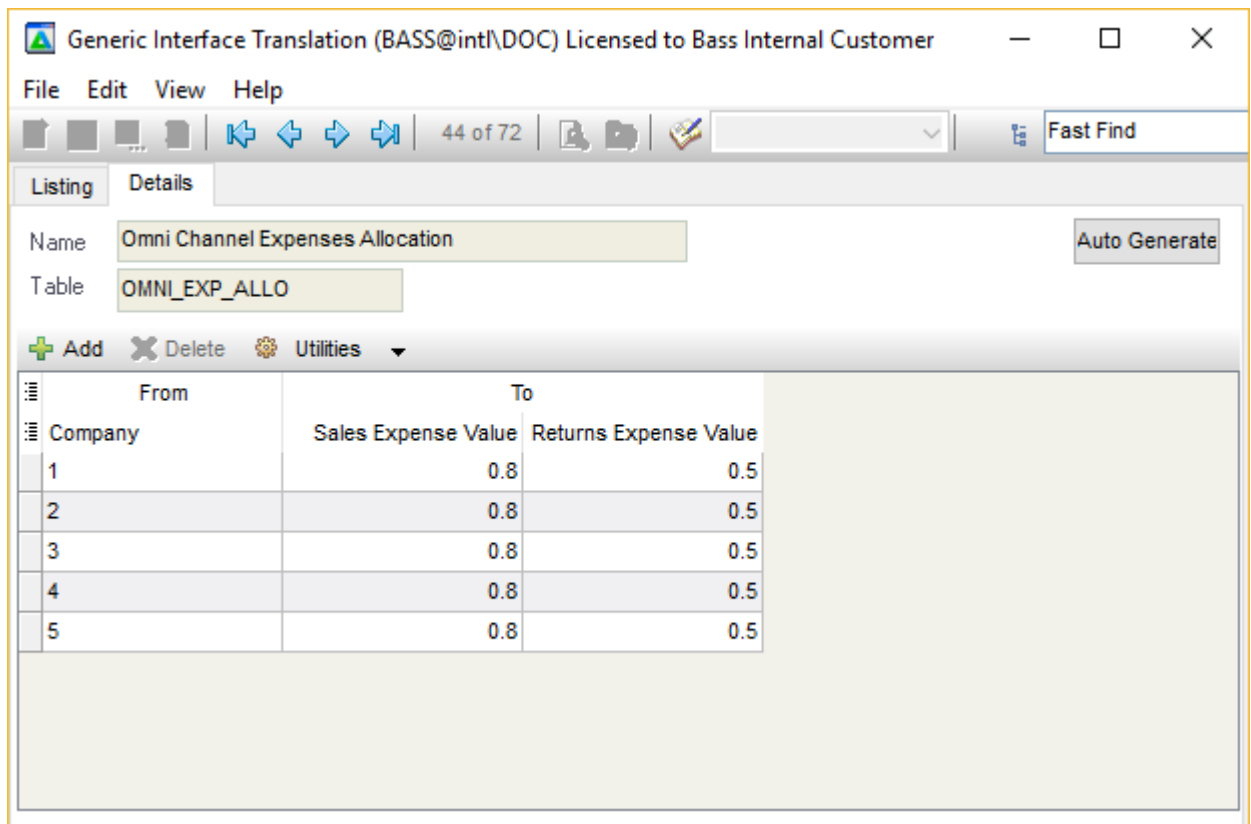 Generic Interface Translation (BASS@intl\DOC) Licensed to Bass Internal Customer
File Edit View Help
44 of 72 Fast Find
Listing Details
Name Omni Channel Expenses Allocation Auto Generate
Table OMNI_EXP_ALLO
Add Delete Utilities
From To
Company Sales Expense Value Returns Expense Value
1 0.8 0.5
2 0.8 0.5
3 0.8 0.5
4 0.8 0.5
5 0.8 0.5